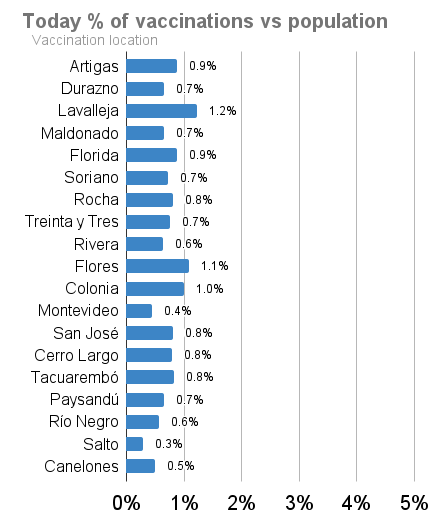 Today % of vaccinations vs population
Vaccination location
Artigas 0.9%
Durazno 0.7%
Lavalleja 1.2%
Maldonado 0.7%
Florida 0.9%
Soriano 0.7%
Rocha 0.8%
Treinta y Tres 0.7%
Rivera 0.6%
Flores 1.1%
Colonia 1.0%
Montevideo 0.4%
San José 0.8%
Cerro Largo 0.8%
Tacuarembó 0.8%
Paysandú 0.7%
Río Negro 0.6%
Salto 0.3%
Canelones 0.5%
0% 1% 2% 3% 4% 5%